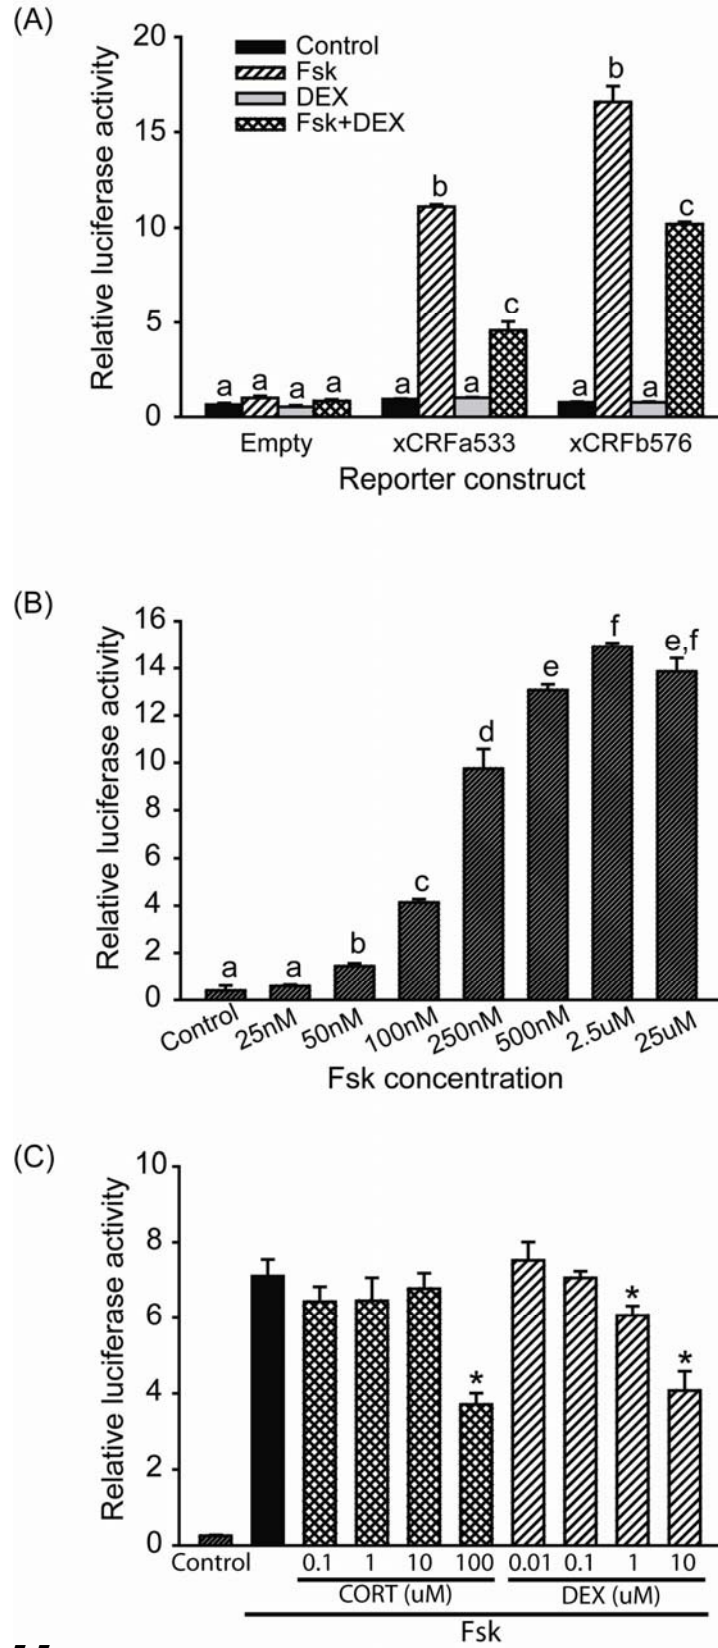 (A)
Relative luciferase activity
20
15
10
5
0
Control
Fsk
DEX
Fsk+DEX
a a a a
a b a c
a b a c
Empty xCRFa533 xCRFb576
Reporter construct
(B)
Relative luciferase activity
16
14
12
10
8
6
4
2
0
a a b c d e f e,f
Control 25nM 50nM 100nM 250nM 500nM 2.5uM 25uM
Fsk concentration
(C)
Relative luciferase activity
10
8
6
4
2
0
* * *
Control 0.1 1 10 100 0.01 0.1 1 10
CORT (uM) DEX (uM)
Fsk